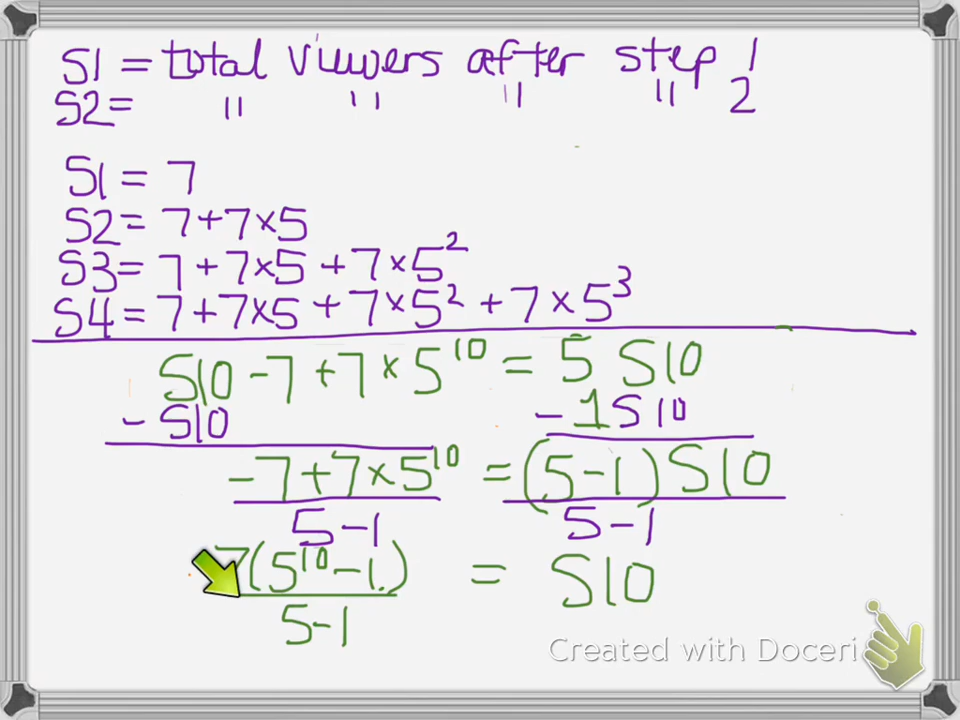 S1 = total viewers after step 1
S2= " " " " 2
S1 = 7
S2= 7+7×5
S3= 7+7×5+7×5²
S4= 7+7×5+7×5²+7×5³
S10-7+7×5¹⁰ = 5 S10
-S10 -1S10
-7+7×5¹⁰ =(5-1)S10
5-1 5-1
7(5¹⁰-1) = S10
5-1
Created with Doceri